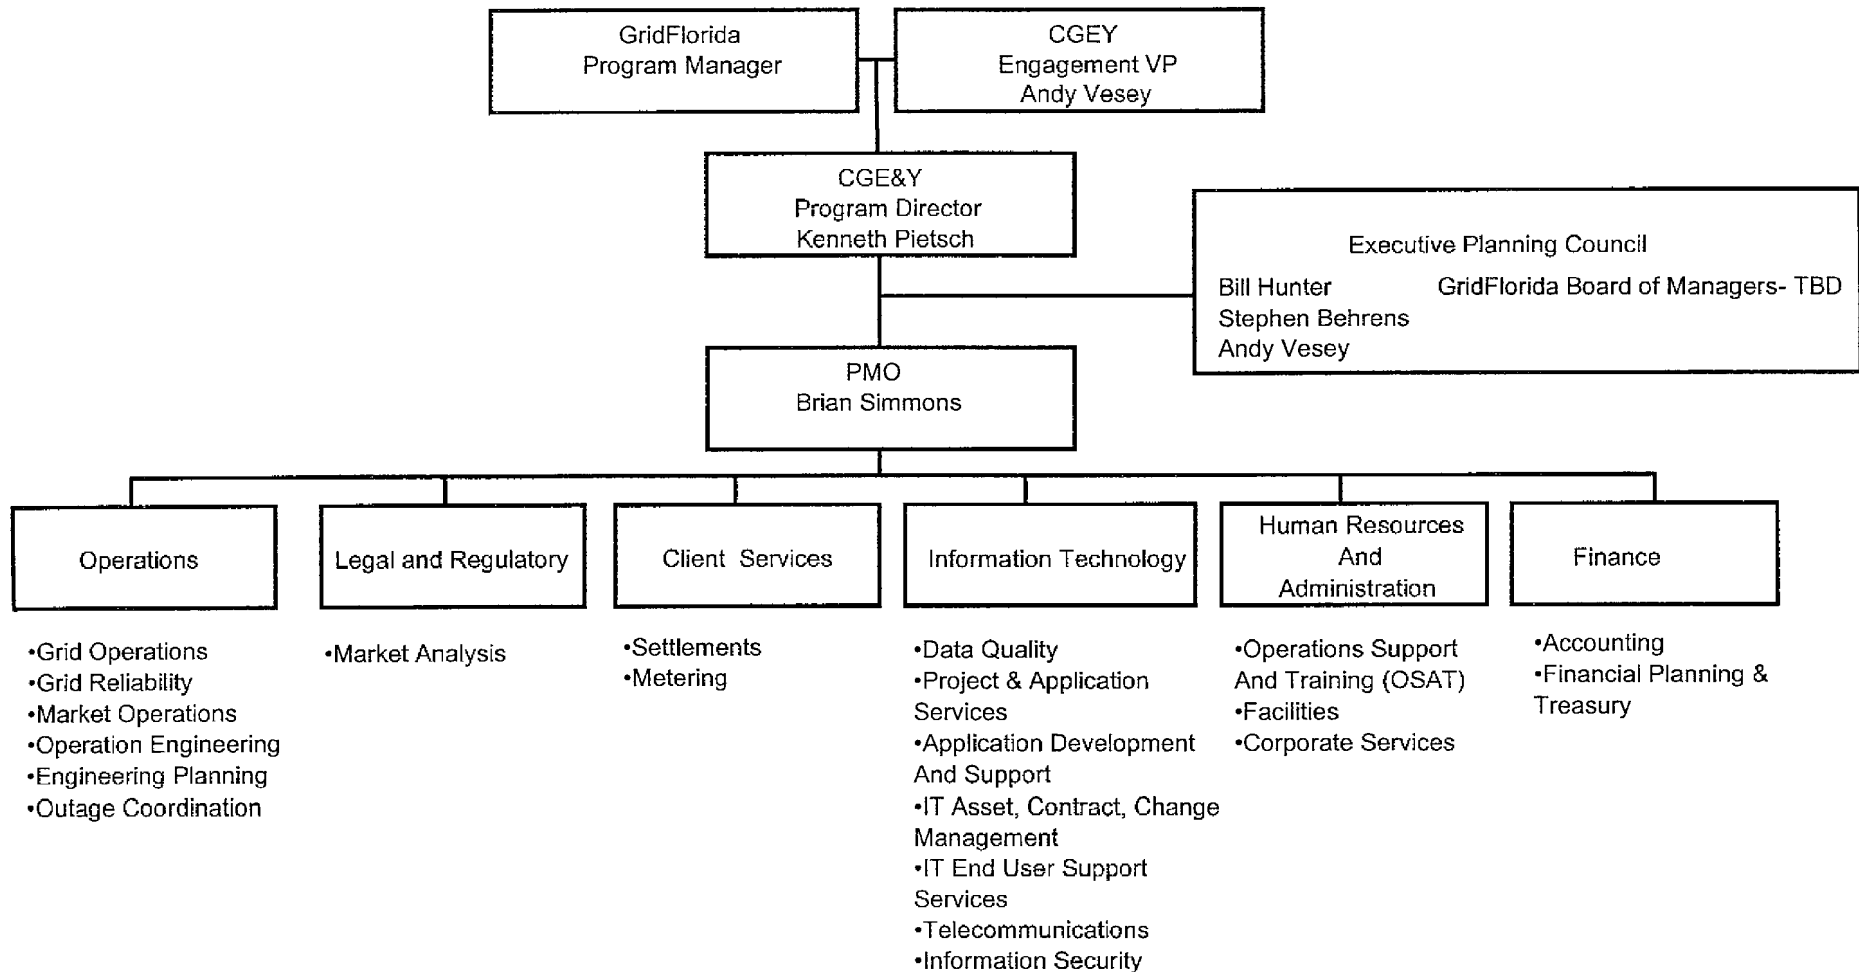 GridFlorida
Program Manager
CGEY
Engagement VP
Andy Vesey
CGE&Y
Program Director
Kenneth Pietsch
Executive Planning Council
Bill Hunter
GridFlorida Board of Managers- TBD
Stephen Behrens
Andy Vesey
PMO
Brian Simmons
Operations
Legal and Regulatory
Client Services
Information Technology
Human Resources
And
Administration
Finance
•Grid Operations
•Grid Reliability
•Market Operations
•Operation Engineering
•Engineering Planning
•Outage Coordination
•Market Analysis
•Settlements
•Metering
•Data Quality
•Project & Application
Services
•Application Development
And Support
•IT Asset, Contract, Change
Management
•IT End User Support
Services
•Telecommunications
•Information Security
•Operations Support
And Training (OSAT)
•Facilities
•Corporate Services
•Accounting
•Financial Planning &
Treasury